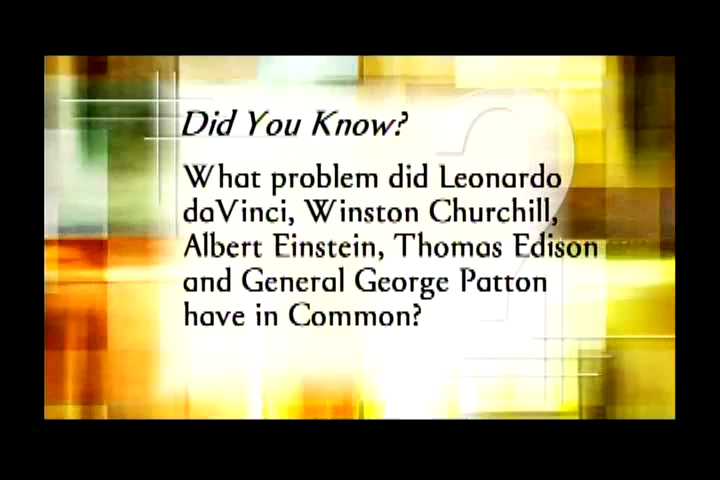 Did You Know?
What problem did Leonardo
daVinci, Winston Churchill,
Albert Einstein, Thomas Edison
and General George Patton
have in Common?